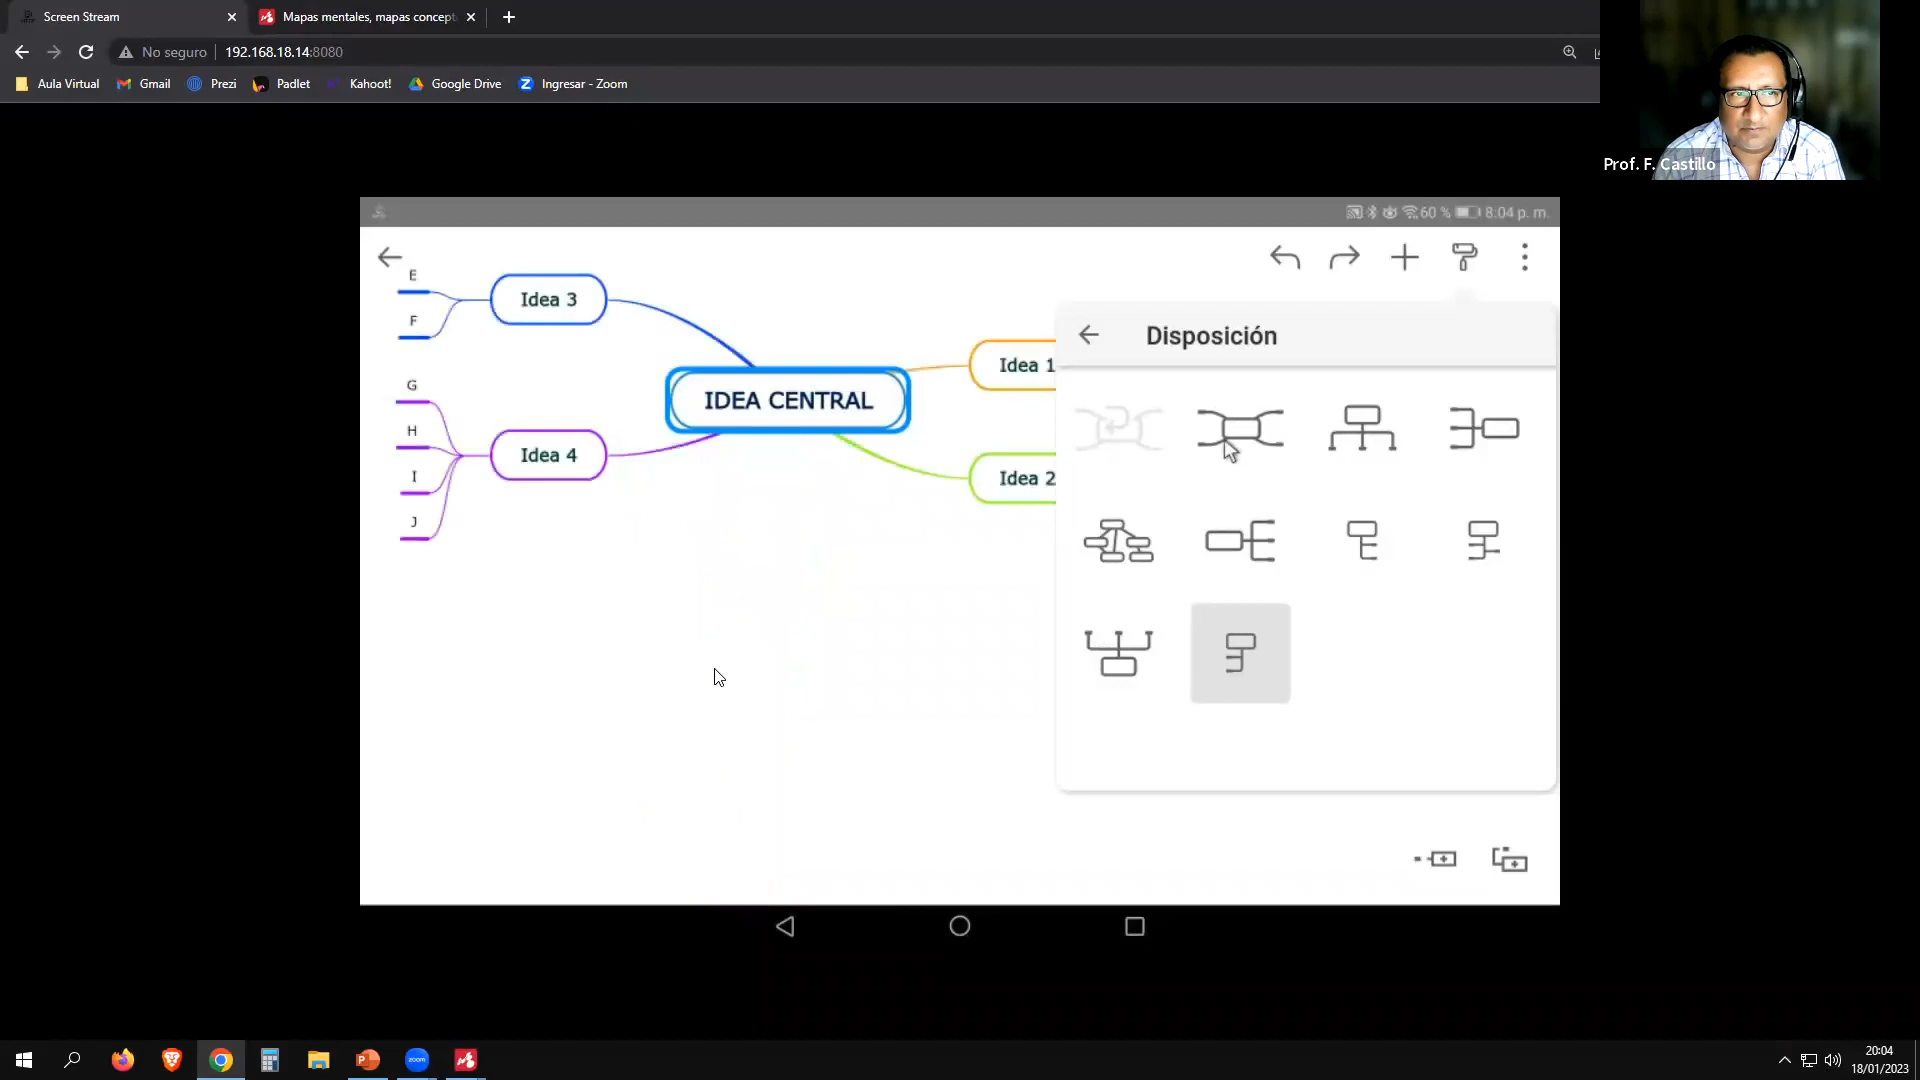 Screen Stream
Mapas mentales, mapas concept
No seguro
192.168.18.14:8080
Aula Virtual
Gmail
Prezi
Padlet
Kahoot!
Google Drive
Ingresar - Zoom
Prof. F. Castillo
60 %
8:04 p. m.
E
F
Idea 3
G
H
I
J
Idea 4
IDEA CENTRAL
Idea 1
Idea 2
Disposición
zoom
20:04
18/01/2023